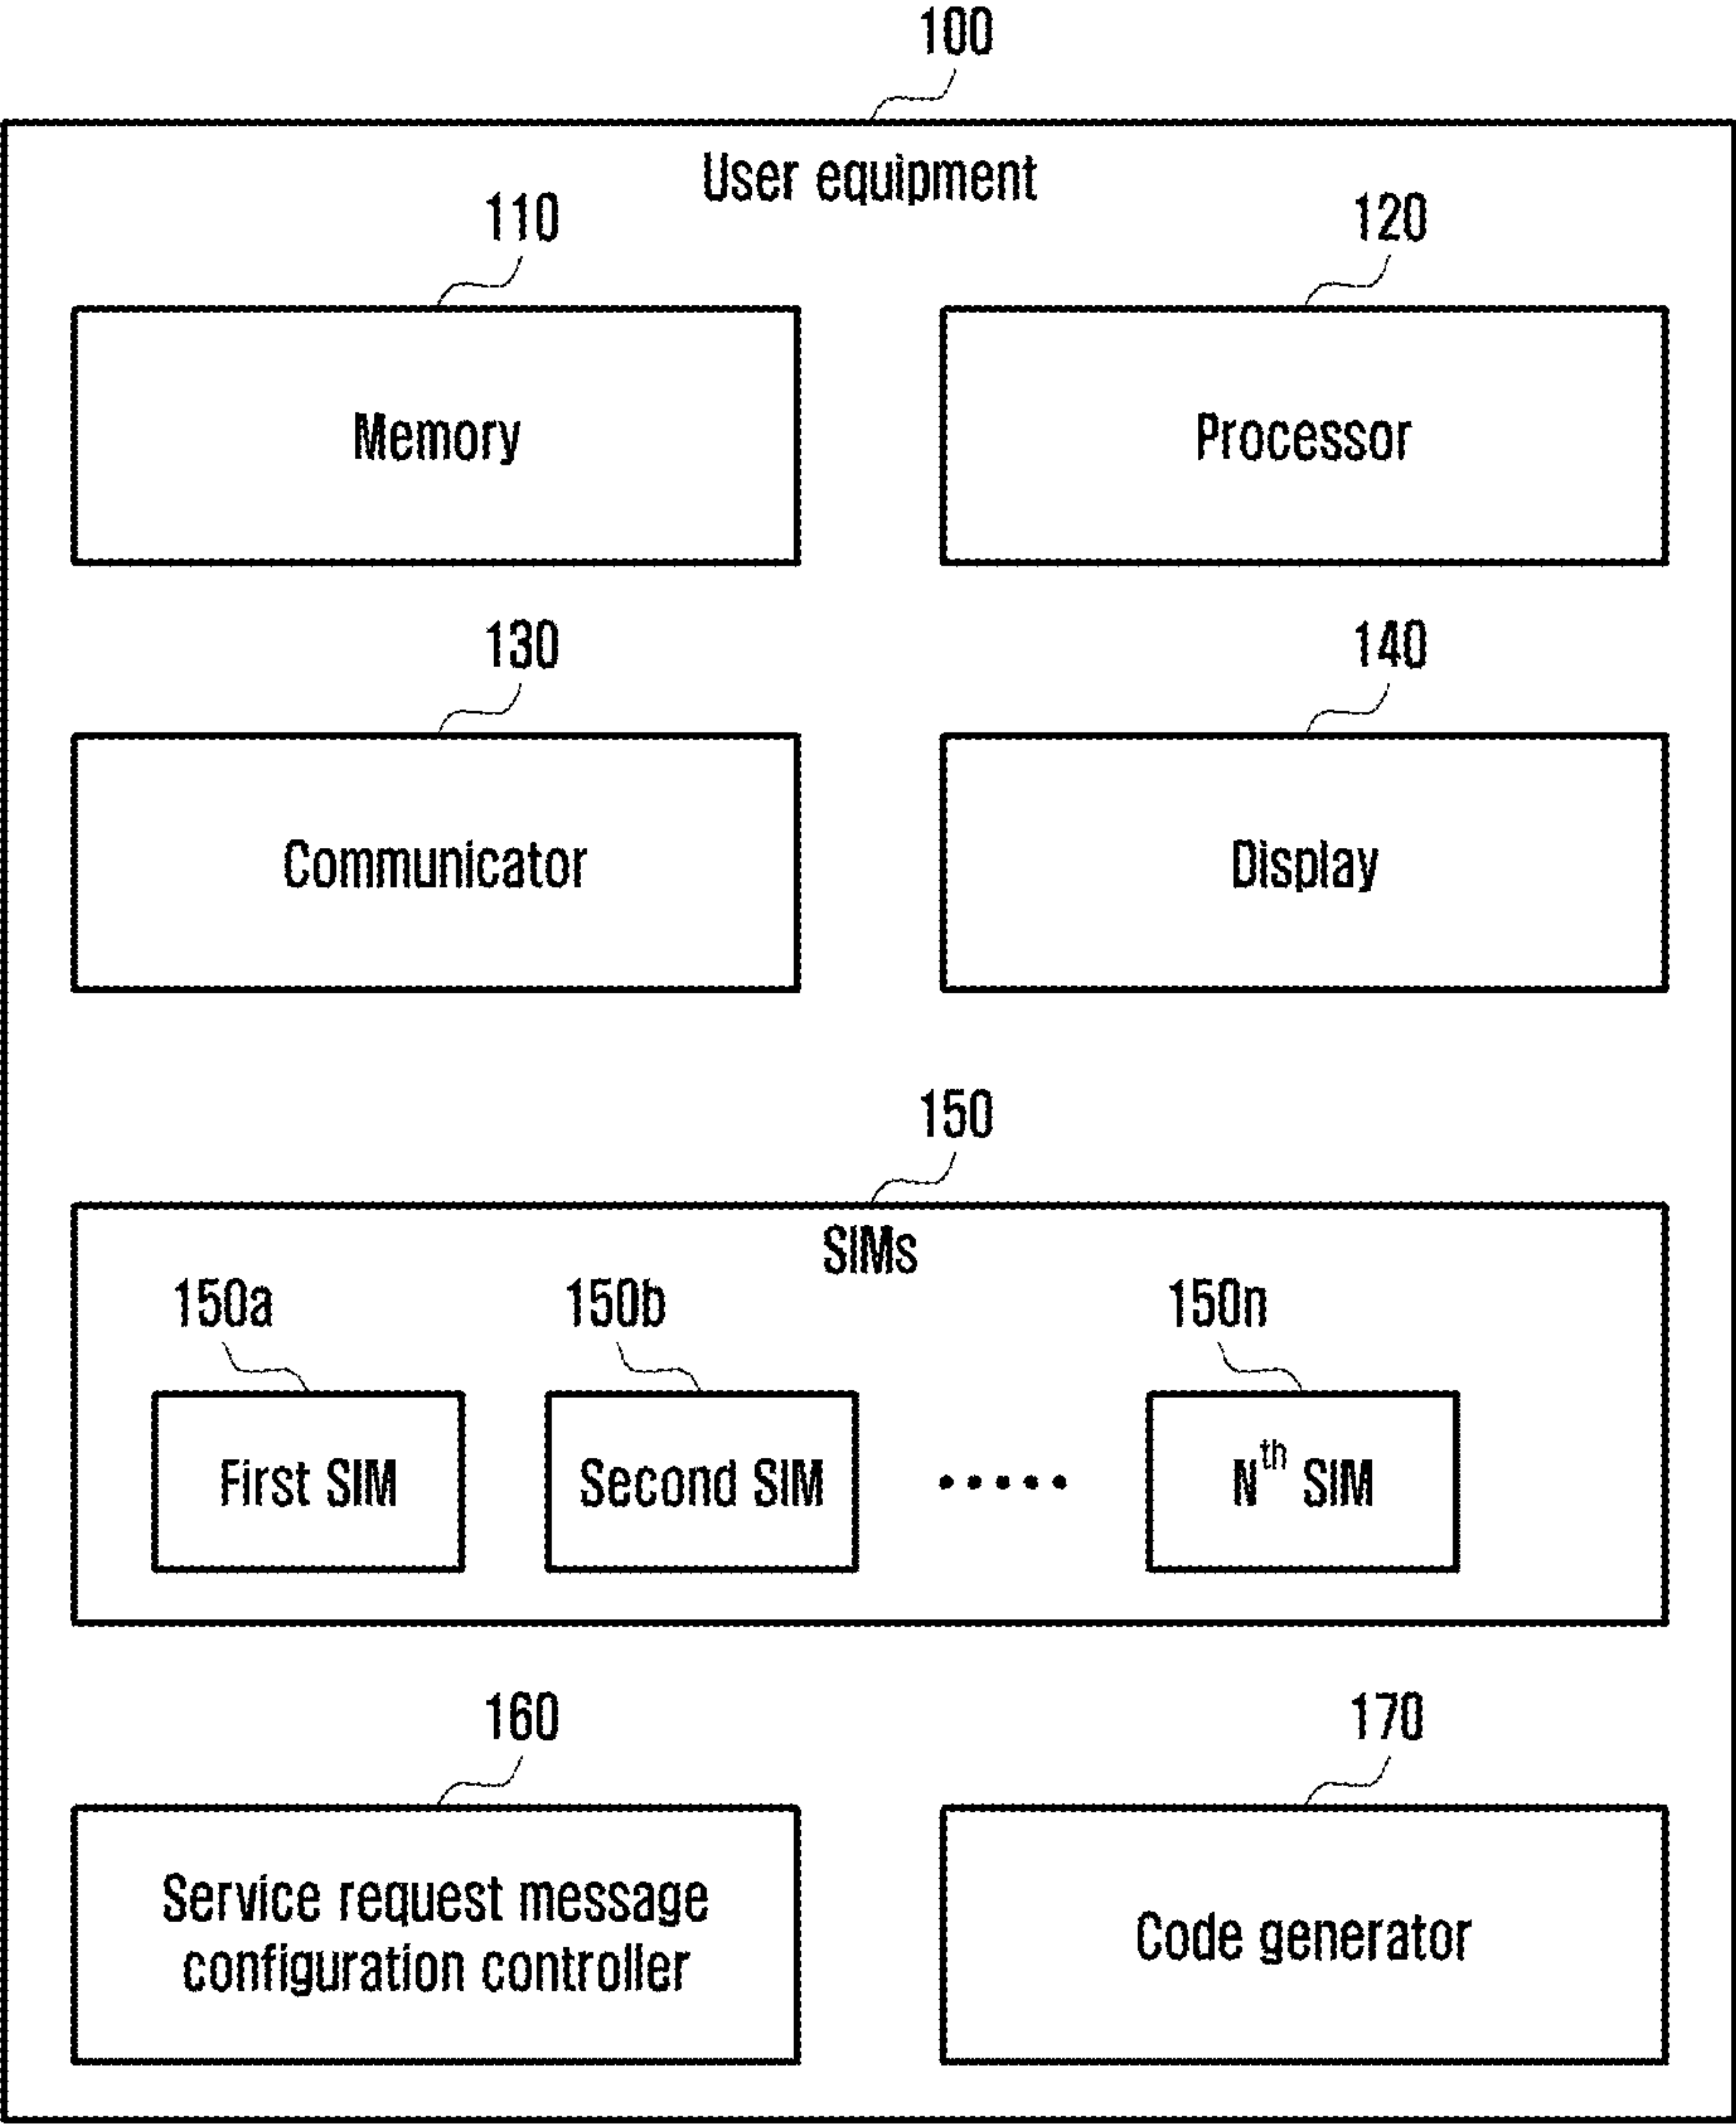 100
User equipment
110
120
Memory
Processor
130
140
Communicator
Display
150
SIMs
150a
150b
150n
First SIM
Second SIM
Nth SIM
160
170
Service request message
configuration controller
Code generator